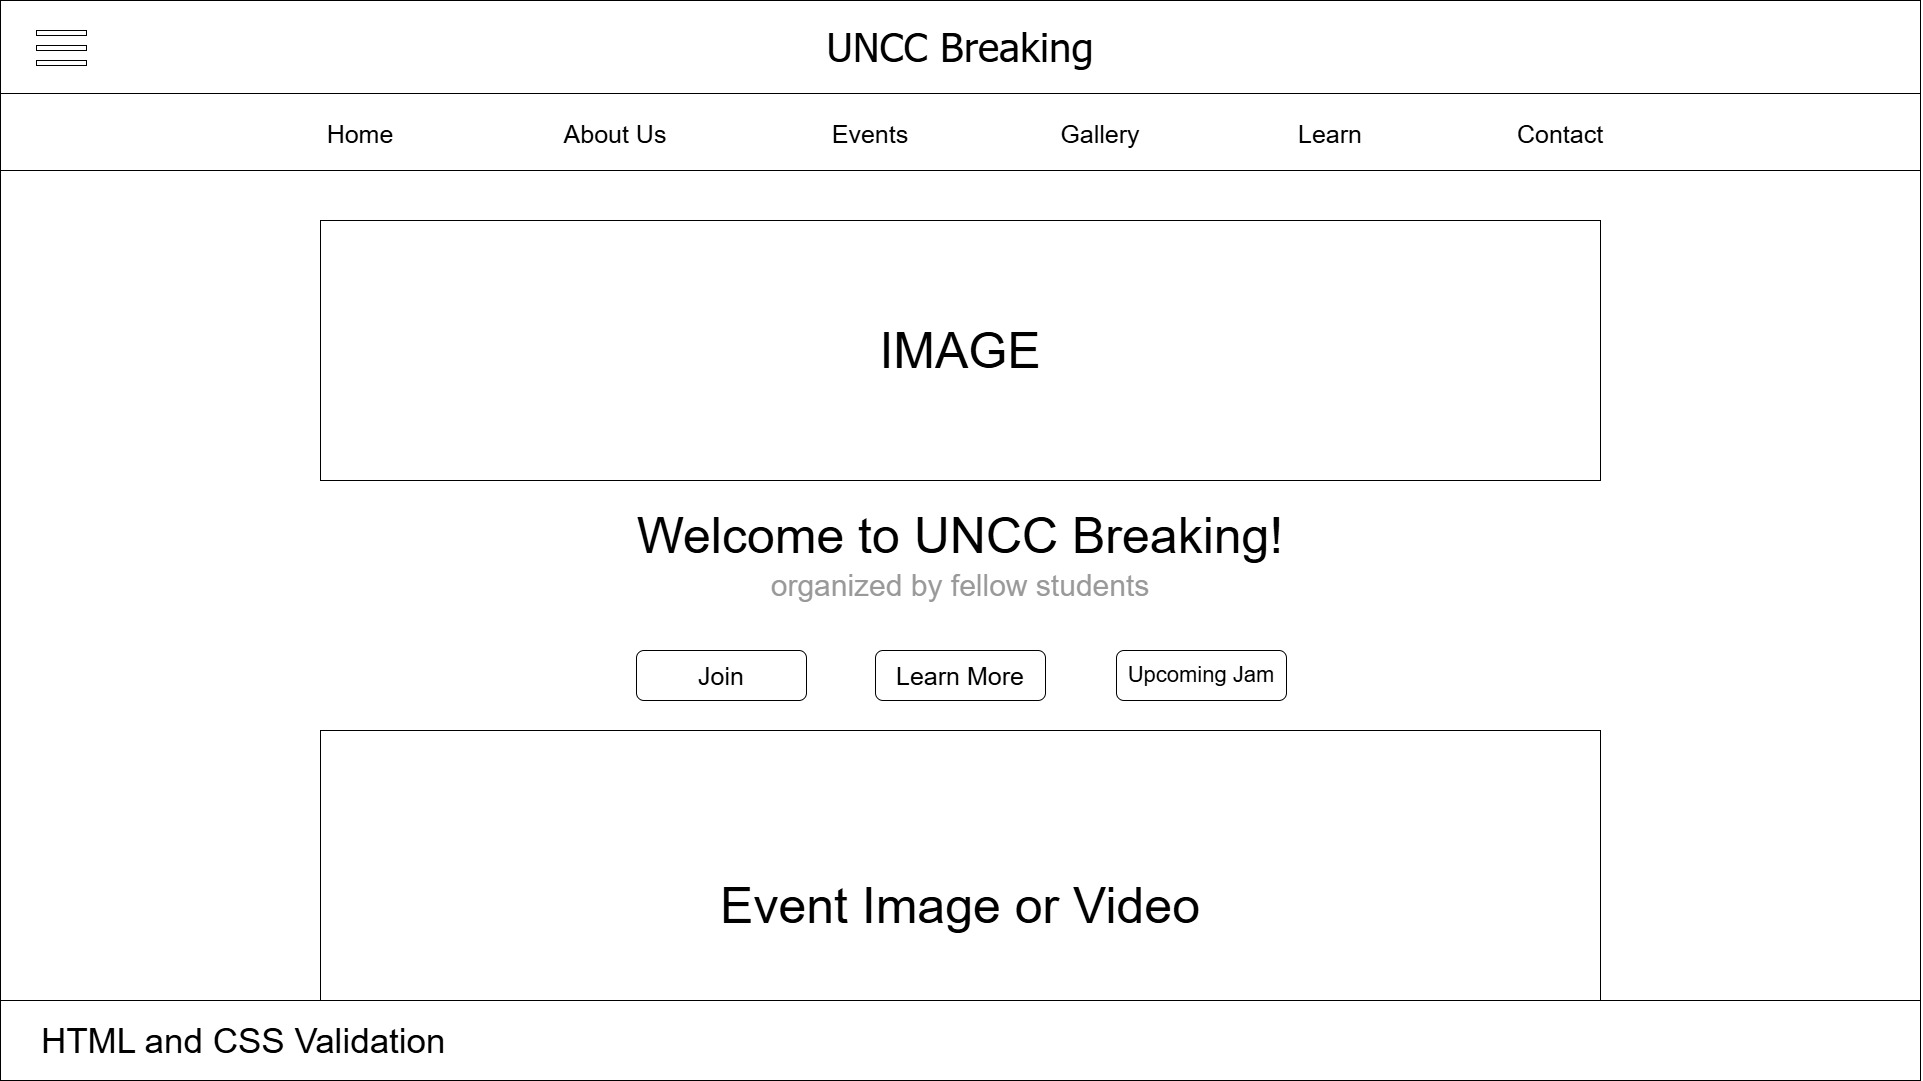 UNCC Breaking
Home About Us Events Gallery Learn Contact
IMAGE
Welcome to UNCC Breaking!
organized by fellow students
Join Learn More Upcoming Jam
Event Image or Video
HTML and CSS Validation